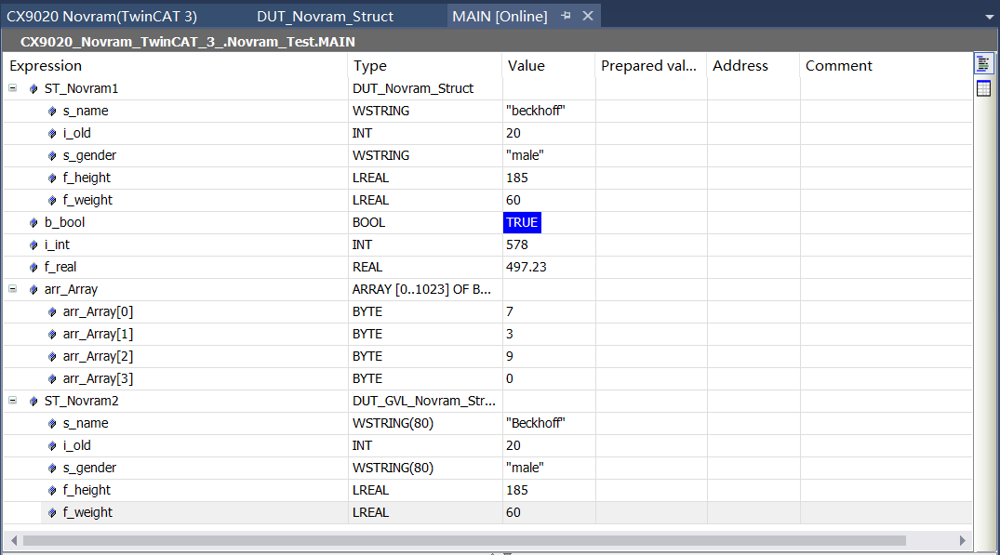 CX9020 Novram(TwinCAT 3) DUT_Novram_Struct MAIN [Online]
CX9020_Novram_TwinCAT_3_.Novram_Test.MAIN
Expression Type Value Prepared val... Address Comment
ST_Novram1 DUT_Novram_Struct
s_name WSTRING "beckhoff"
i_old INT 20
s_gender WSTRING "male"
f_height LREAL 185
f_weight LREAL 60
b_bool BOOL TRUE
i_int INT 578
f_real REAL 497.23
arr_Array ARRAY [0..1023] OF B...
arr_Array[0] BYTE 7
arr_Array[1] BYTE 3
arr_Array[2] BYTE 9
arr_Array[3] BYTE 0
ST_Novram2 DUT_GVL_Novram_Str...
s_name WSTRING(80) "Beckhoff"
i_old INT 20
s_gender WSTRING(80) "male"
f_height LREAL 185
f_weight LREAL 60